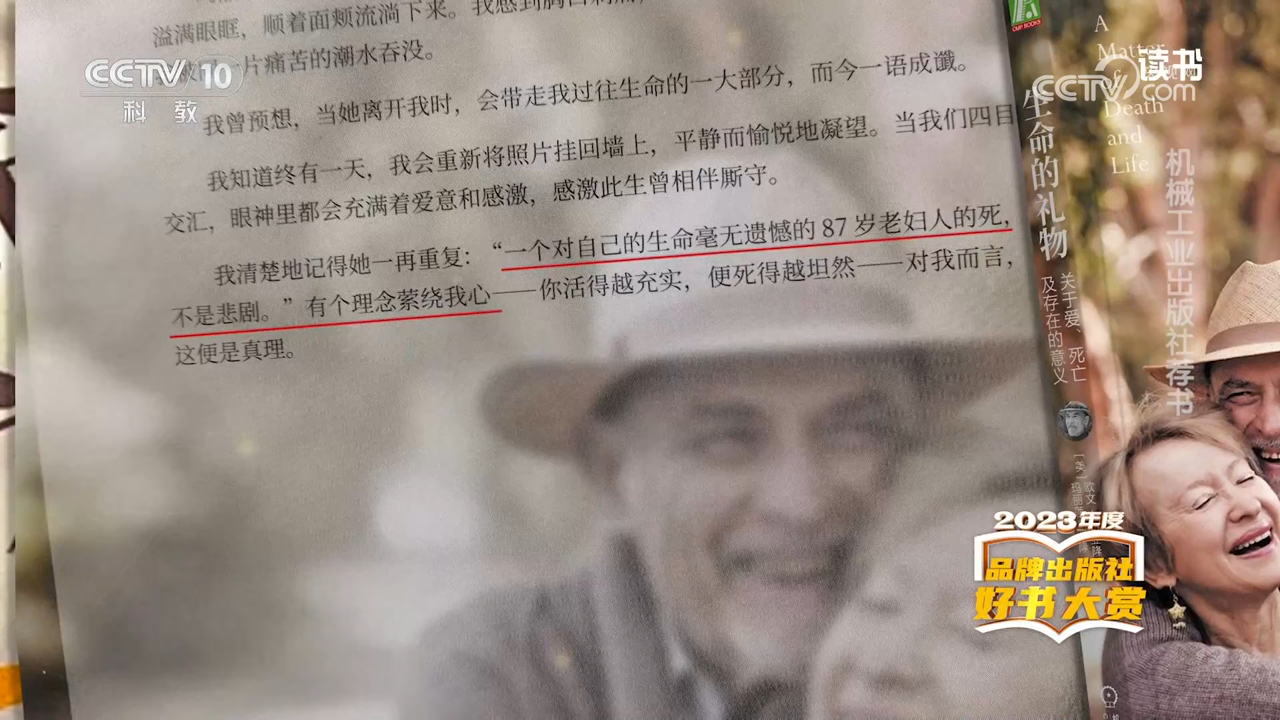 溢满眼眶，顺着面颊流淌下来。我感到胸口刺痛，
片痛苦的潮水吞没。
我曾预想，当她离开我时，会带走我过往生命的一大部分，而今一语成谶。
我知道终有一天，我会重新将照片挂回墙上，平静而愉悦地凝望。当我们四目
交汇，眼神里都会充满着爱意和感激，感激此生曾相伴厮守。
我清楚地记得她一再重复：“一个对自己的生命毫无遗憾的 87 岁老妇人的死，
不是悲剧。”有个理念萦绕我心——你活得越充实，便死得越坦然——对我而言，
这便是真理。
CCTV 10
科教
CCTV.com
读书
A
Matter
Death
and
Life
生命的礼物
关于爱、死亡
及存在的意义
机械工业出版社荐书
2023年度
品牌出版社
好书大赏